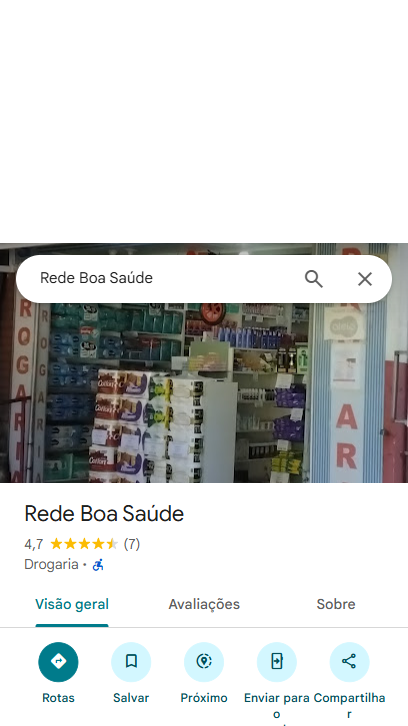 Rede Boa Saúde
ROGARIA
ROGARIA
ARI
Rede Boa Saúde
4,7 (7)
Drogaria •
Visão geral Avaliações Sobre
Rotas Salvar Próximo Enviar para o Compartilhar